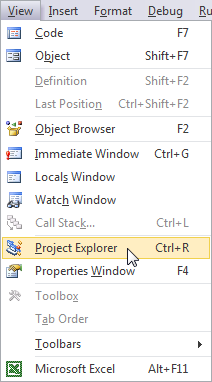 View Insert Format Debug Ru
Code F7
Object Shift+F7
Definition Shift+F2
Last Position Ctrl+Shift+F2
Object Browser F2
Immediate Window Ctrl+G
Locals Window
Watch Window
Call Stack... Ctrl+L
Project Explorer Ctrl+R
Properties Window F4
Toolbox
Tab Order
Toolbars
Microsoft Excel Alt+F11